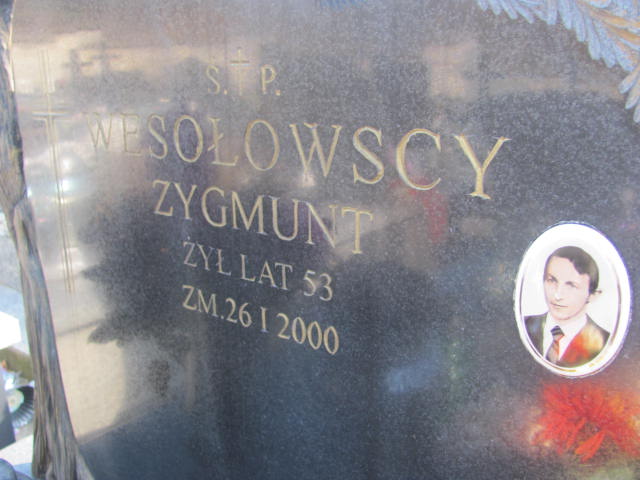 Ś.†P.
WESOŁOWSCY
ZYGMUNT
ŻYŁ LAT 53
ZM.26 I 2000